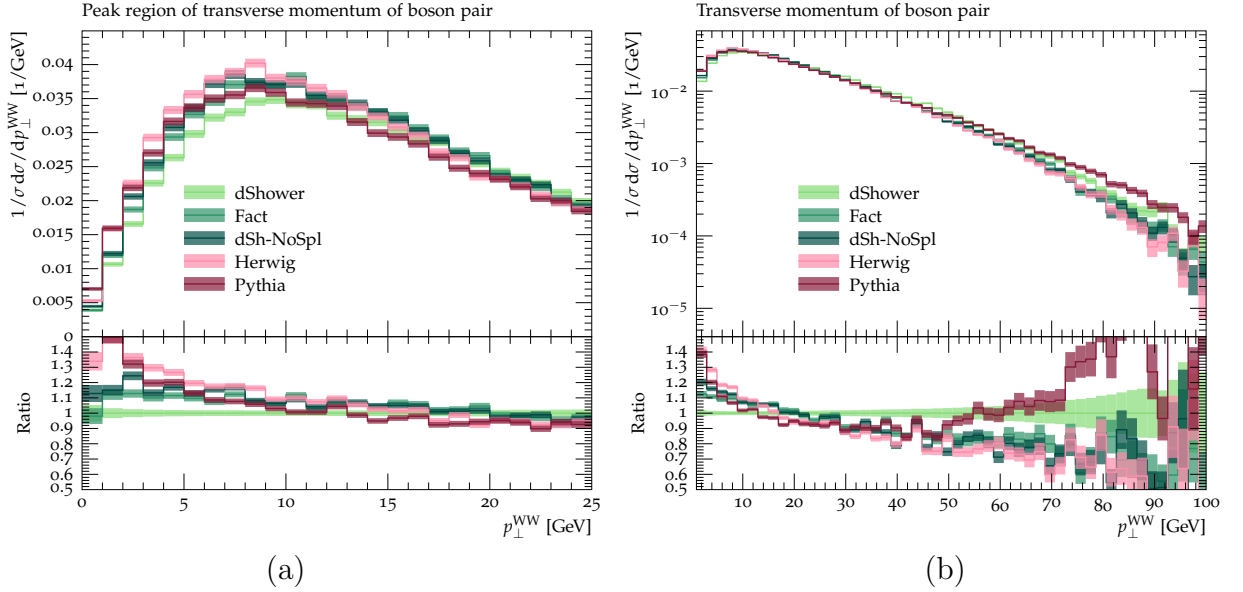 Peak region of transverse momentum of boson pair
1/σ dσ/dp⊥^WW [1/GeV]
0.04
0.035
0.03
0.025
0.02
0.015
0.01
0.005
0
dShower
Fact
dSh-NoSpl
Herwig
Pythia
Ratio
1.4
1.3
1.2
1.1
1
0.9
0.8
0.7
0.6
0.5
0 5 10 15 20 25
p⊥^WW [GeV]
(a)
Transverse momentum of boson pair
1/σ dσ/dp⊥^WW [1/GeV]
10^−2
10^−3
10^−4
10^−5
dShower
Fact
dSh-NoSpl
Herwig
Pythia
Ratio
1.4
1.3
1.2
1.1
1
0.9
0.8
0.7
0.6
0.5
10 20 30 40 50 60 70 80 90 100
p⊥^WW [GeV]
(b)